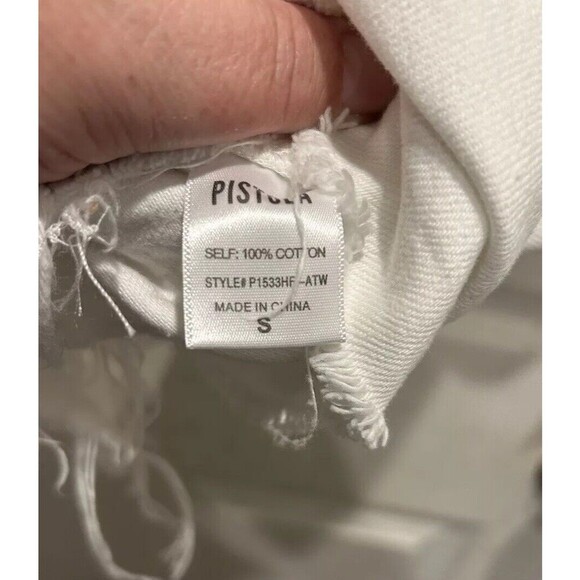 PISTOLA
SELF: 100% COTTON
STYLE# P1533HF-ATW
MADE IN CHINA
S